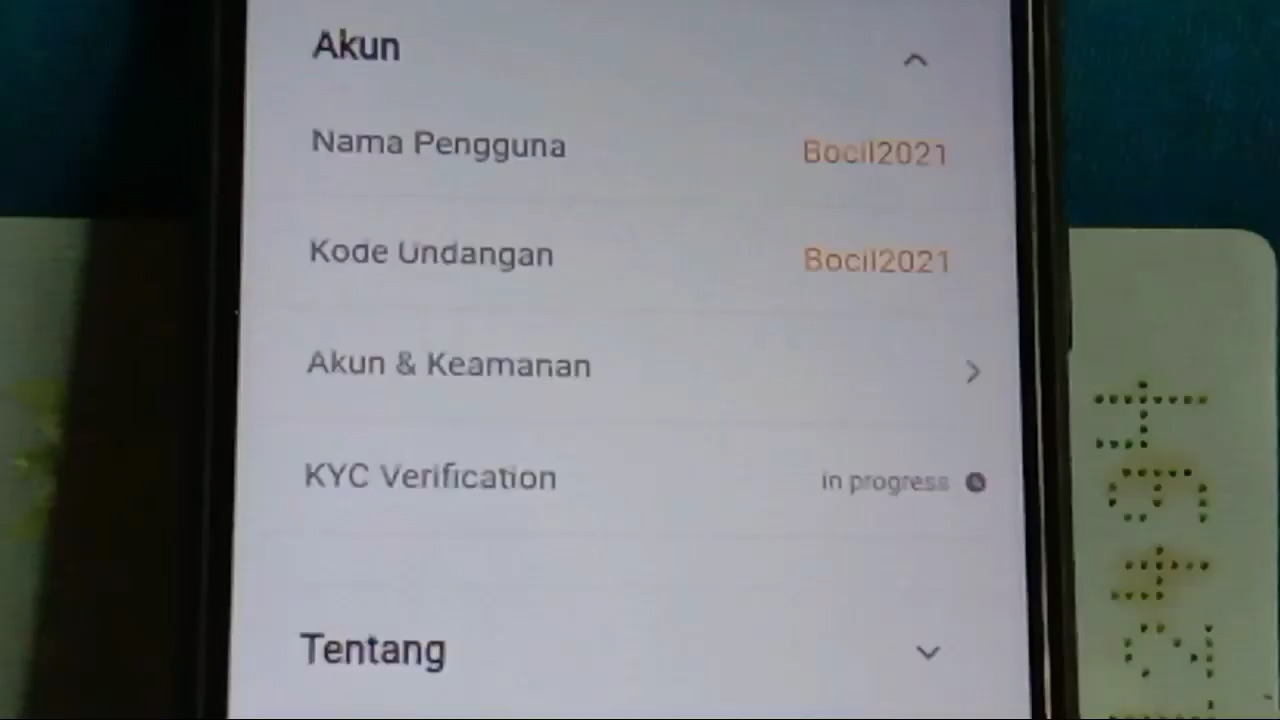 Akun
Nama Pengguna Bocil2021
Kode Undangan Bocil2021
Akun & Keamanan
KYC Verification in progress
Tentang